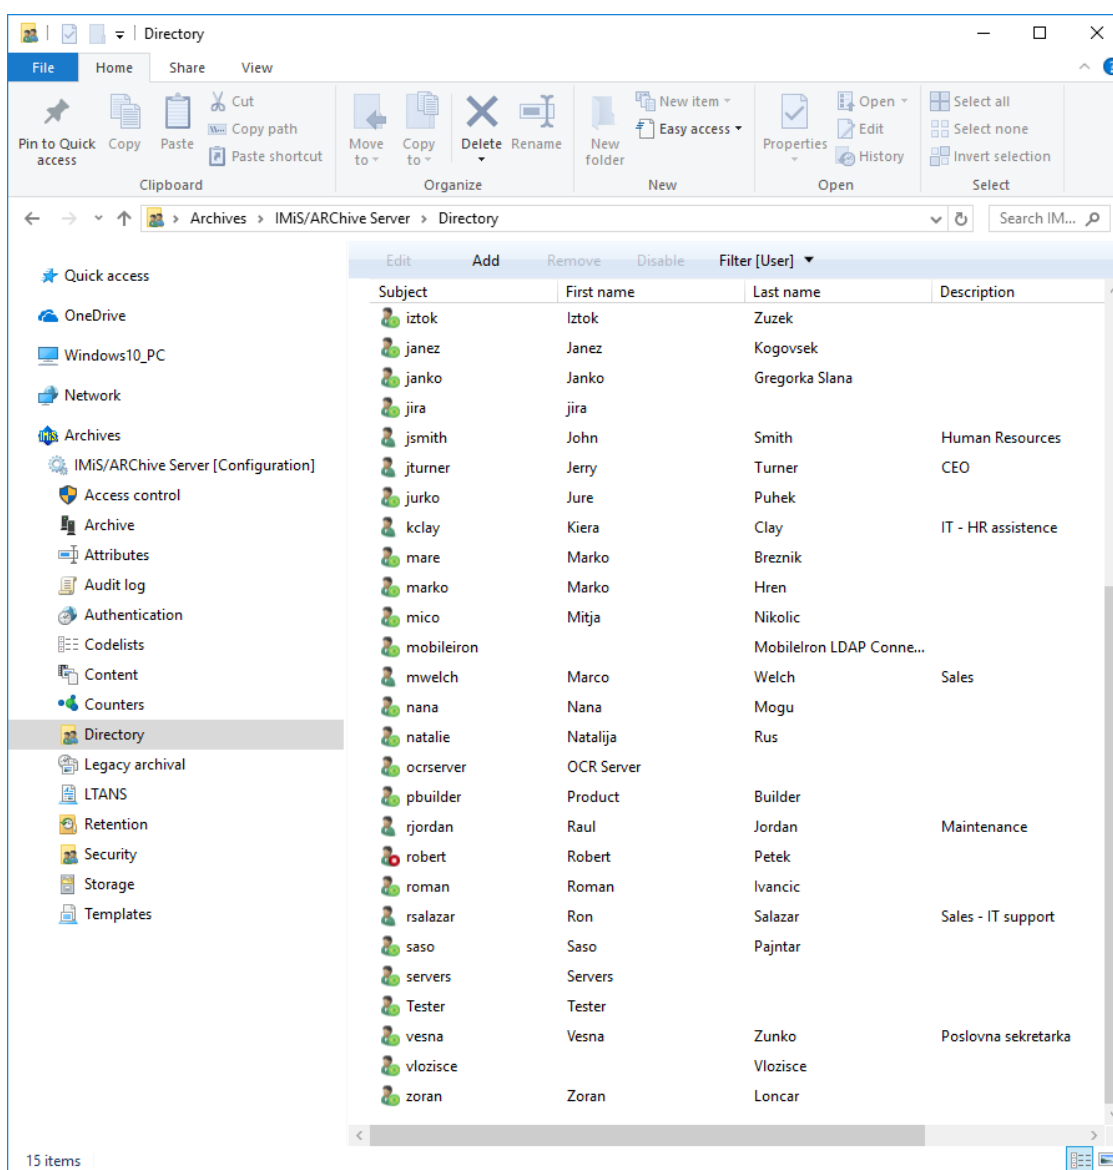 Directory
File Home Share View
Pin to Quick access
Copy
Paste
Cut
Copy path
Paste shortcut
Move to
Copy to
Delete
Rename
New folder
New item
Easy access
Properties
Open
Edit
History
Select all
Select none
Invert selection
Clipboard Organize New Open Select
Archives > IMiS/ARChive Server > Directory Search IM...
Quick access
OneDrive
Windows10_PC
Network
Archives
IMiS/ARChive Server [Configuration]
Access control
Archive
Attributes
Audit log
Authentication
Codelists
Content
Counters
Directory
Legacy archival
LTANS
Retention
Security
Storage
Templates
Edit Add Remove Disable Filter [User]
Subject First name Last name Description
iztok Iztok Zuzek
janez Janez Kogovsek
janko Janko Gregorka Slana
jira jira
jsmith John Smith Human Resources
jturner Jerry Turner CEO
jurko Jure Puhek
kclay Kiera Clay IT - HR assistence
mare Marko Breznik
marko Marko Hren
mico Mitja Nikolic
mobileiron MobileIron LDAP Conne...
mwelch Marco Welch Sales
nana Nana Mogu
natalie Natalija Rus
ocrserver OCR Server
pbuilder Product Builder
rjordan Raul Jordan Maintenance
robert Robert Petek
roman Roman Ivancic
rsalazar Ron Salazar Sales - IT support
saso Saso Pajntar
servers Servers
Tester Tester
vesna Vesna Zunko Poslovna sekretarka
vlozisce Vlozisce
zoran Zoran Loncar
15 items